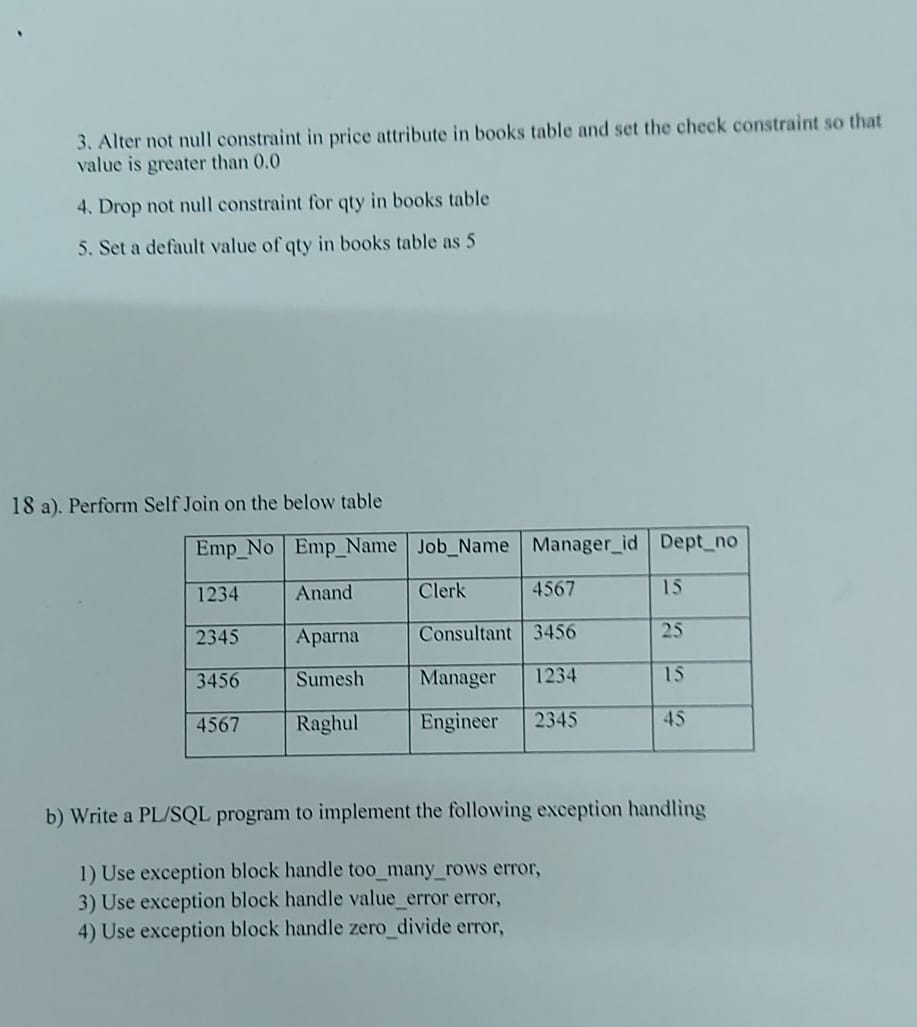 3. Alter not null constraint in price attribute in books table and set the check constraint so that
value is greater than 0.0
4. Drop not null constraint for qty in books table
5. Set a default value of qty in books table as 5
18 a). Perform Self Join on the below table
Emp_No Emp_Name Job_Name Manager_id Dept_no
1234 Anand Clerk 4567 15
2345 Aparna Consultant 3456 25
3456 Sumesh Manager 1234 15
4567 Raghul Engineer 2345 45
b) Write a PL/SQL program to implement the following exception handling
1) Use exception block handle too_many_rows error,
3) Use exception block handle value_error error,
4) Use exception block handle zero_divide error,